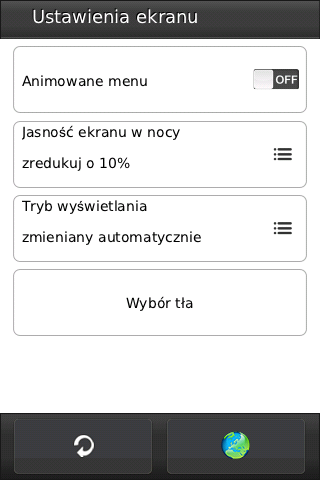 Ustawienia ekranu
Animowane menu
OFF
Jasność ekranu w nocy
zredukuj o 10%
Tryb wyświetlania
zmieniany automatycznie
Wybór tła